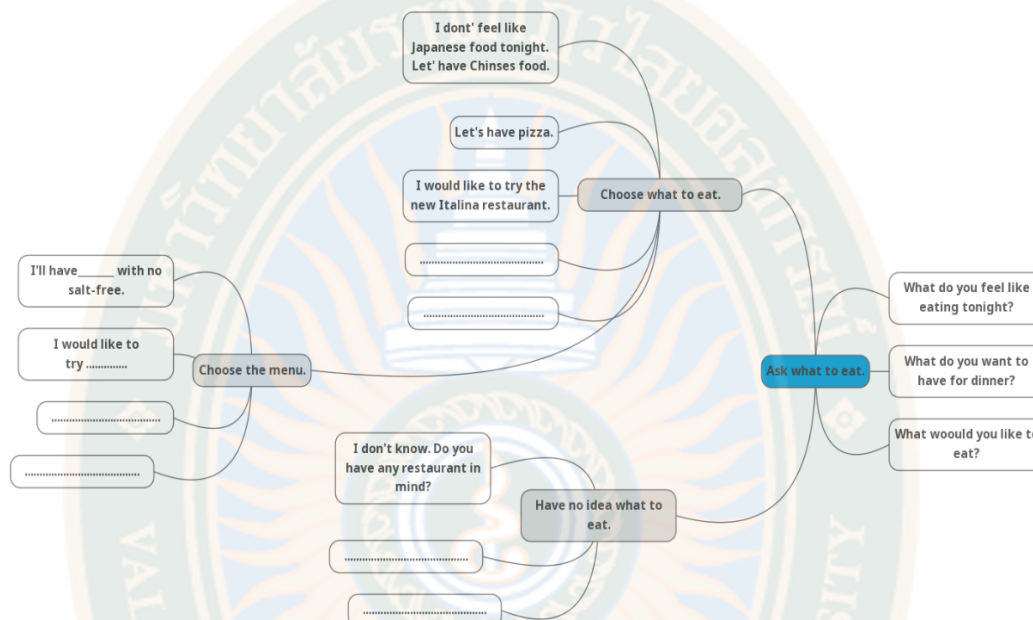 I dont' feel like
Japanese food tonight.
Let' have Chinses food.
Let's have pizza.
I would like to try the
new Italina restaurant.
..........................................
.........................................
Choose what to eat.
I'll have______ with no
salt-free.
I would like to
try ..............
.....................................
.......................................
Choose the menu.
Ask what to eat.
What do you feel like
eating tonight?
What do you want to
have for dinner?
What woould you like to
eat?
I don't know. Do you
have any restaurant in
mind?
..........................................
..........................................
Have no idea what to
eat.